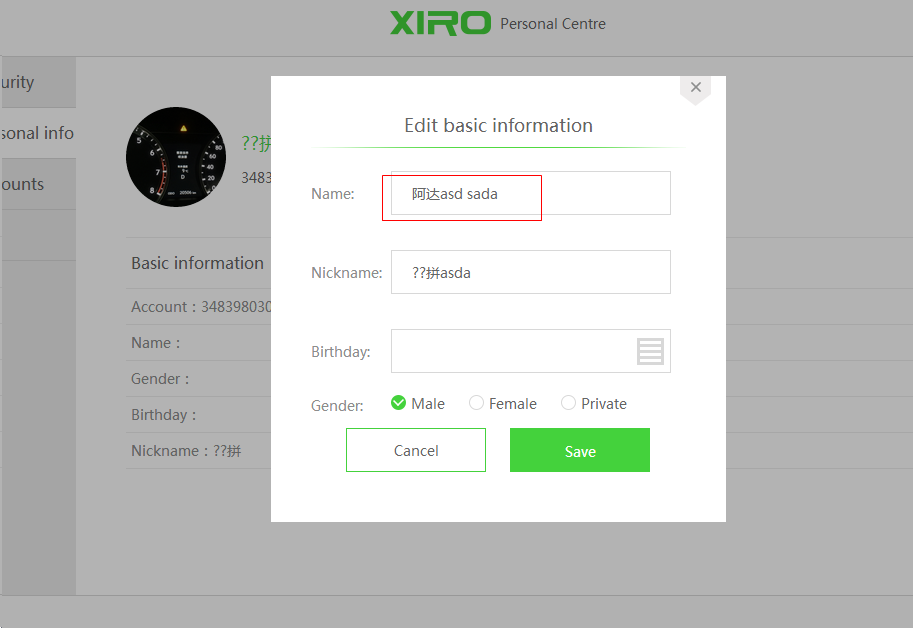 XIRO Personal Centre
urity
sonal info
ounts
??拼
3483
Basic information
Account : 348398030
Name :
Gender :
Birthday :
Nickname : ??拼
Edit basic information
Name: 阿达asd sada
Nickname: ??拼asda
Birthday:
Gender: Male Female Private
Cancel Save